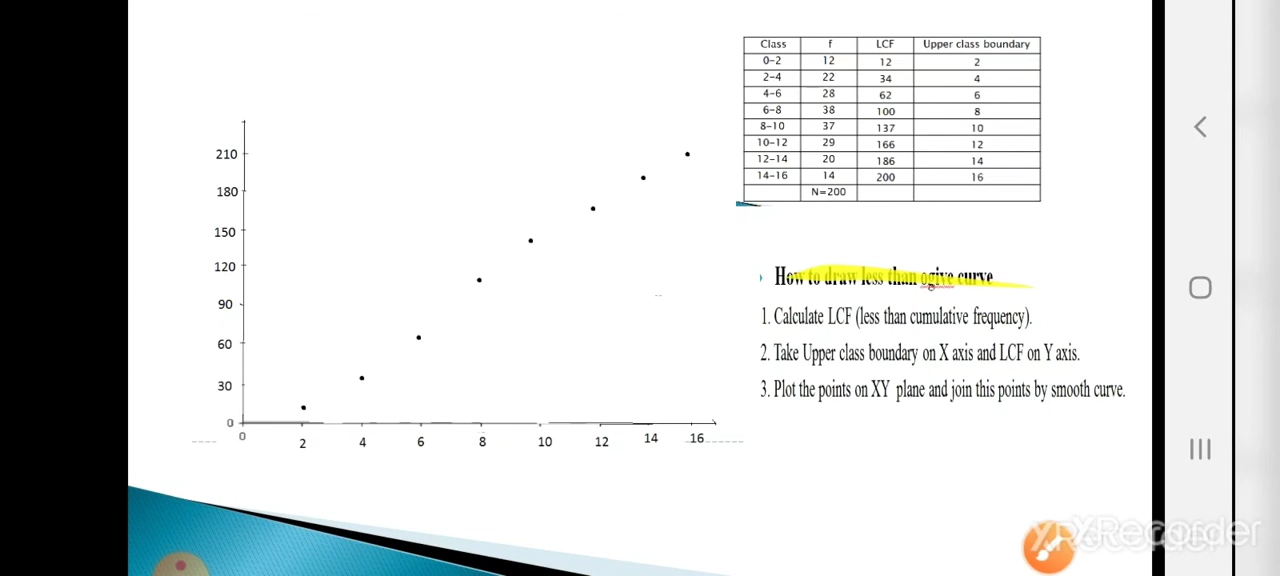 Class f LCF Upper class boundary
0-2 12 12 2
2-4 22 34 4
4-6 28 62 6
6-8 38 100 8
8-10 37 137 10
10-12 29 166 12
12-14 20 186 14
14-16 14 200 16
N=200
210
180
150
120
90
60
30
0
0 2 4 6 8 10 12 14 16
How to draw less than ogive curve
1. Calculate LCF (less than cumulative frequency).
2. Take Upper class boundary on X axis and LCF on Y axis.
3. Plot the points on XY plane and join this points by smooth curve.
XRecorder